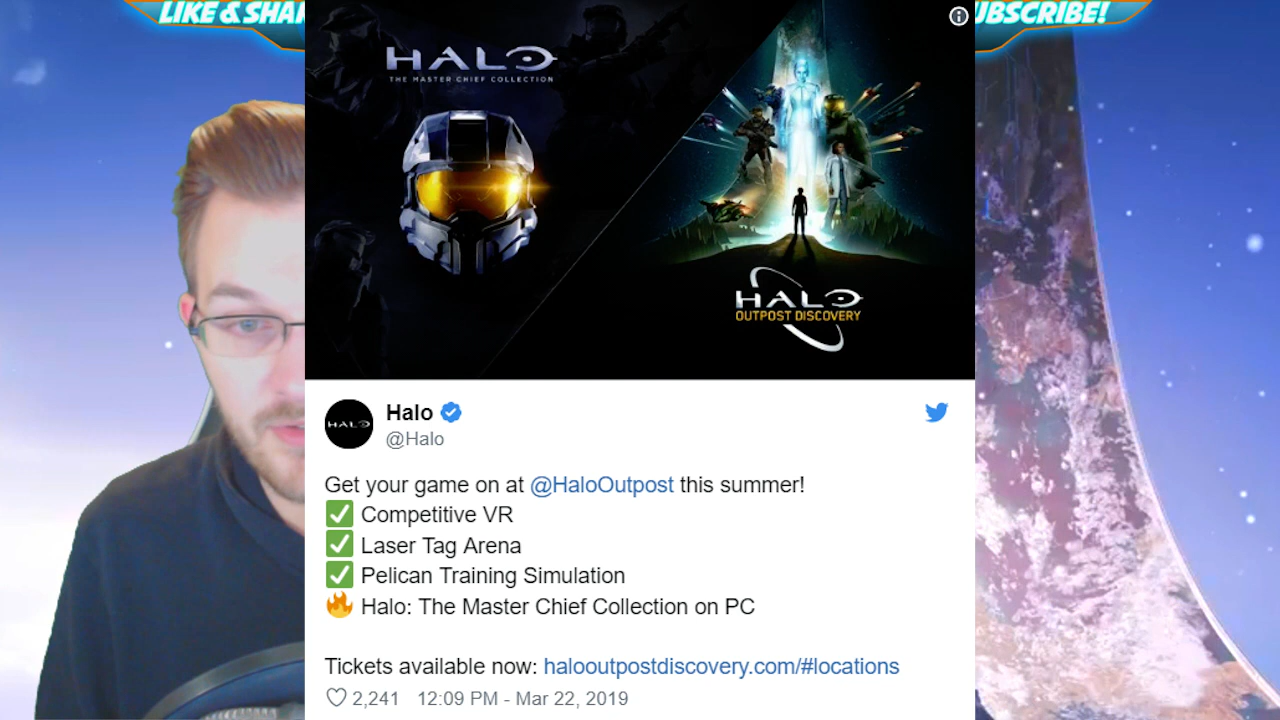 LIKE & SHAR
UBSCRIBE!
HALO
THE MASTER CHIEF COLLECTION
HALO
OUTPOST DISCOVERY
HALO
Halo
@Halo
Get your game on at @HaloOutpost this summer!
✅ Competitive VR
✅ Laser Tag Arena
✅ Pelican Training Simulation
🔥 Halo: The Master Chief Collection on PC
Tickets available now: halooutpostdiscovery.com/#locations
2,241 12:09 PM - Mar 22, 2019